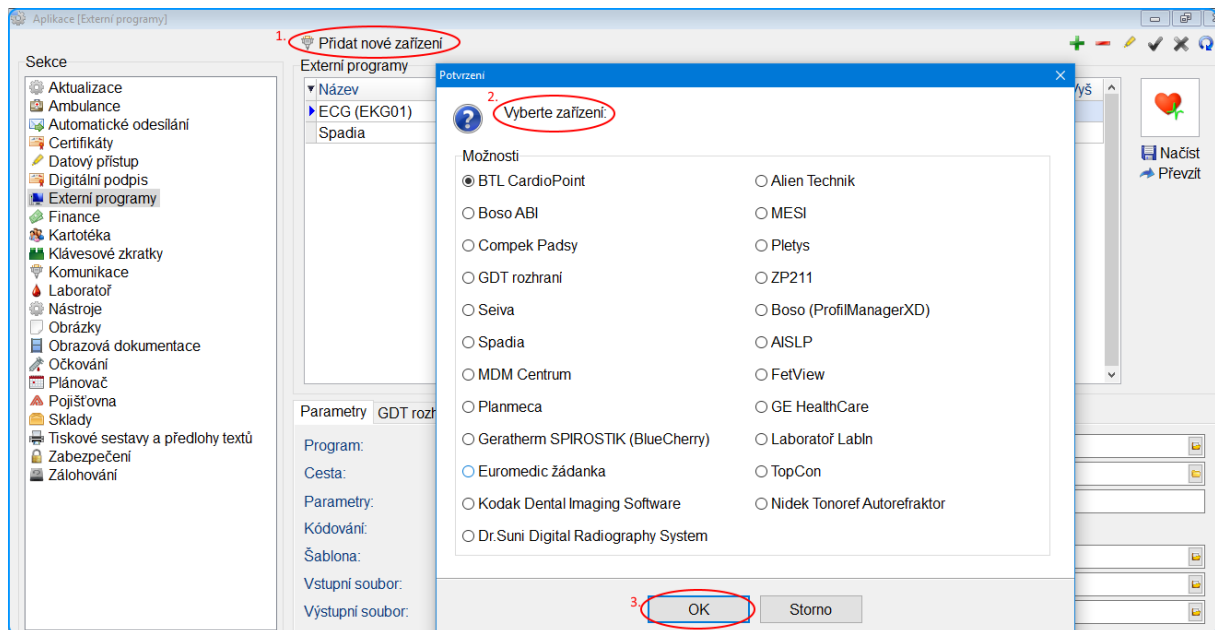 Aplikace [Externí programy]
1.
Přidat nové zařízení
Sekce
Aktualizace
Ambulance
Automatické odesílání
Certifikáty
Datový přístup
Digitální podpis
Externí programy
Finance
Kartotéka
Klávesové zkratky
Komunikace
Laboratoř
Nástroje
Obrázky
Obrazová dokumentace
Očkování
Plánovač
Pojišťovna
Sklady
Tiskové sestavy a předlohy textů
Zabezpečení
Zálohování
Externí programy
Název
ECG (EKG01)
Spadia
Vyš
Načíst
Převzít
Parametry GDT rozh
Program:
Cesta:
Parametry:
Kódování:
Šablona:
Vstupní soubor:
Výstupní soubor:
Potvrzení
2.
Vyberte zařízení:
Možnosti
BTL CardioPoint
Alien Technik
Boso ABI
MESI
Compek Padsy
Pletys
GDT rozhraní
ZP211
Seiva
Boso (ProfilManagerXD)
Spadia
AISLP
MDM Centrum
FetView
Planmeca
GE HealthCare
Geratherm SPIROSTIK (BlueCherry)
Laboratoř LabIn
Euromedic žádanka
TopCon
Kodak Dental Imaging Software
Nidek Tonoref Autorefraktor
Dr.Suni Digital Radiography System
3.
OK
Storno